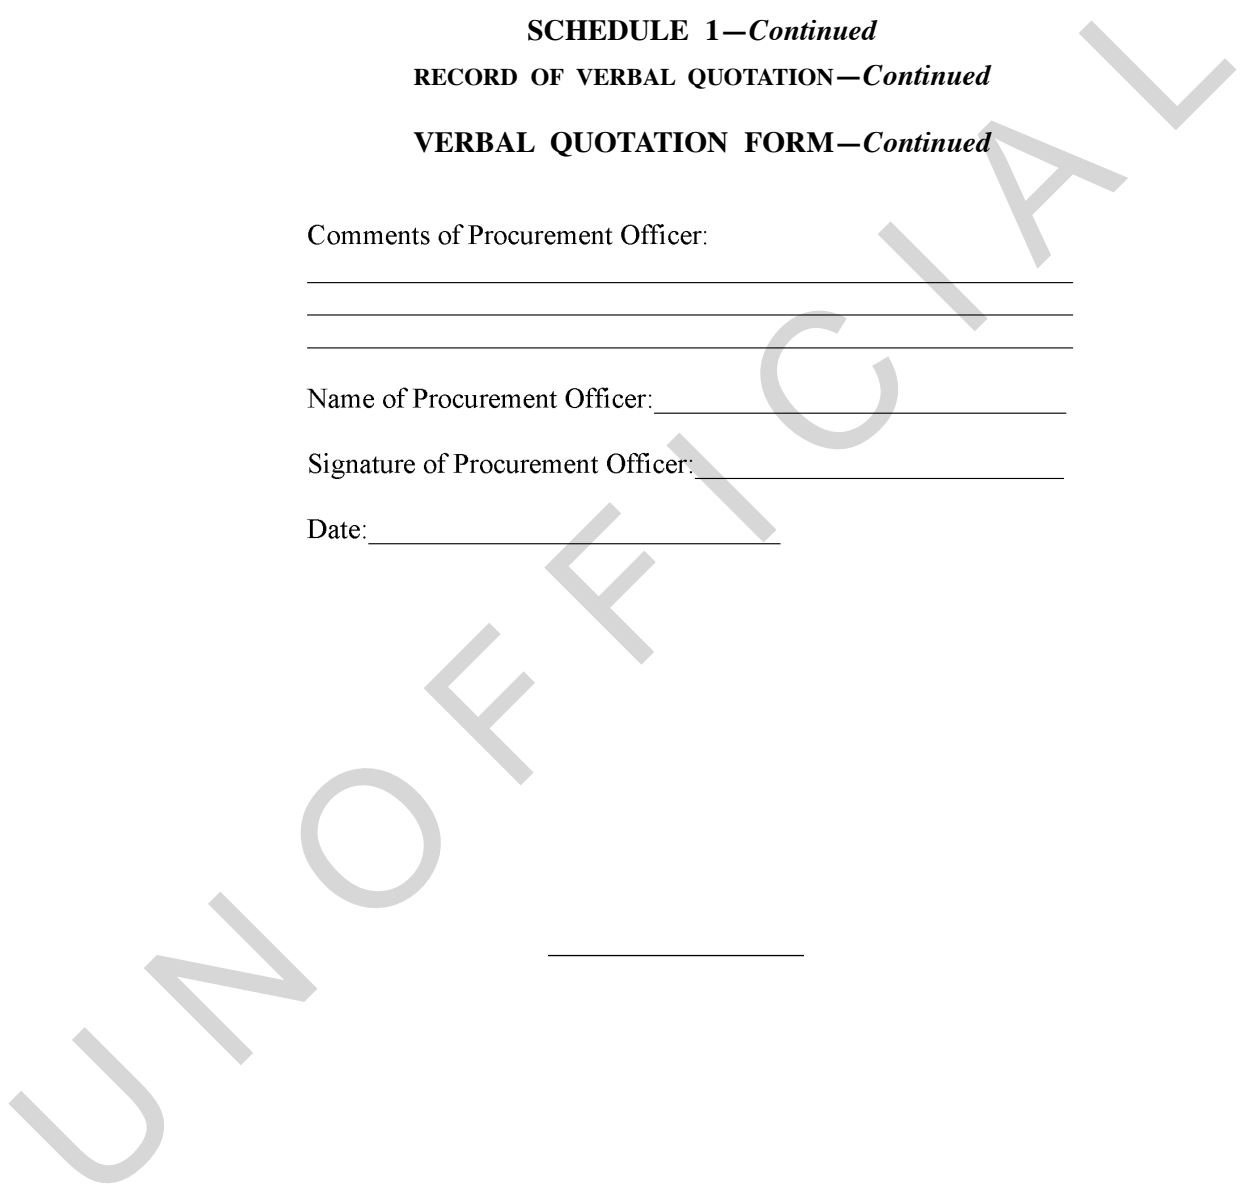 SCHEDULE 1—Continued
RECORD OF VERBAL QUOTATION—Continued
VERBAL QUOTATION FORM—Continued
Comments of Procurement Officer:
Name of Procurement Officer:
Signature of Procurement Officer:
Date:
UNOFFICIAL